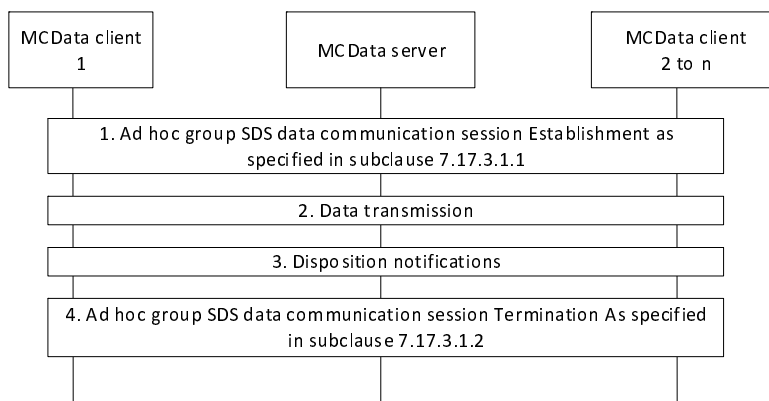 MCData client
1
MCData server
MCData client
2 to n
1. Ad hoc group SDS data communication session Establishment as
specified in subclause 7.17.3.1.1
2. Data transmission
3. Disposition notifications
4. Ad hoc group SDS data communication session Termination As specified
in subclause 7.17.3.1.2